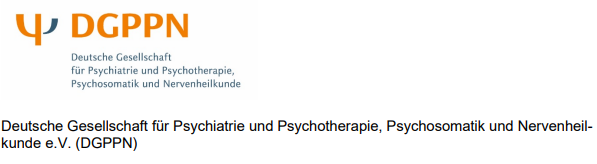 DGPPN
Deutsche Gesellschaft
für Psychiatrie und Psychotherapie,
Psychosomatik und Nervenheilkunde
Deutsche Gesellschaft für Psychiatrie und Psychotherapie, Psychosomatik und Nervenheil-
kunde e.V. (DGPPN)